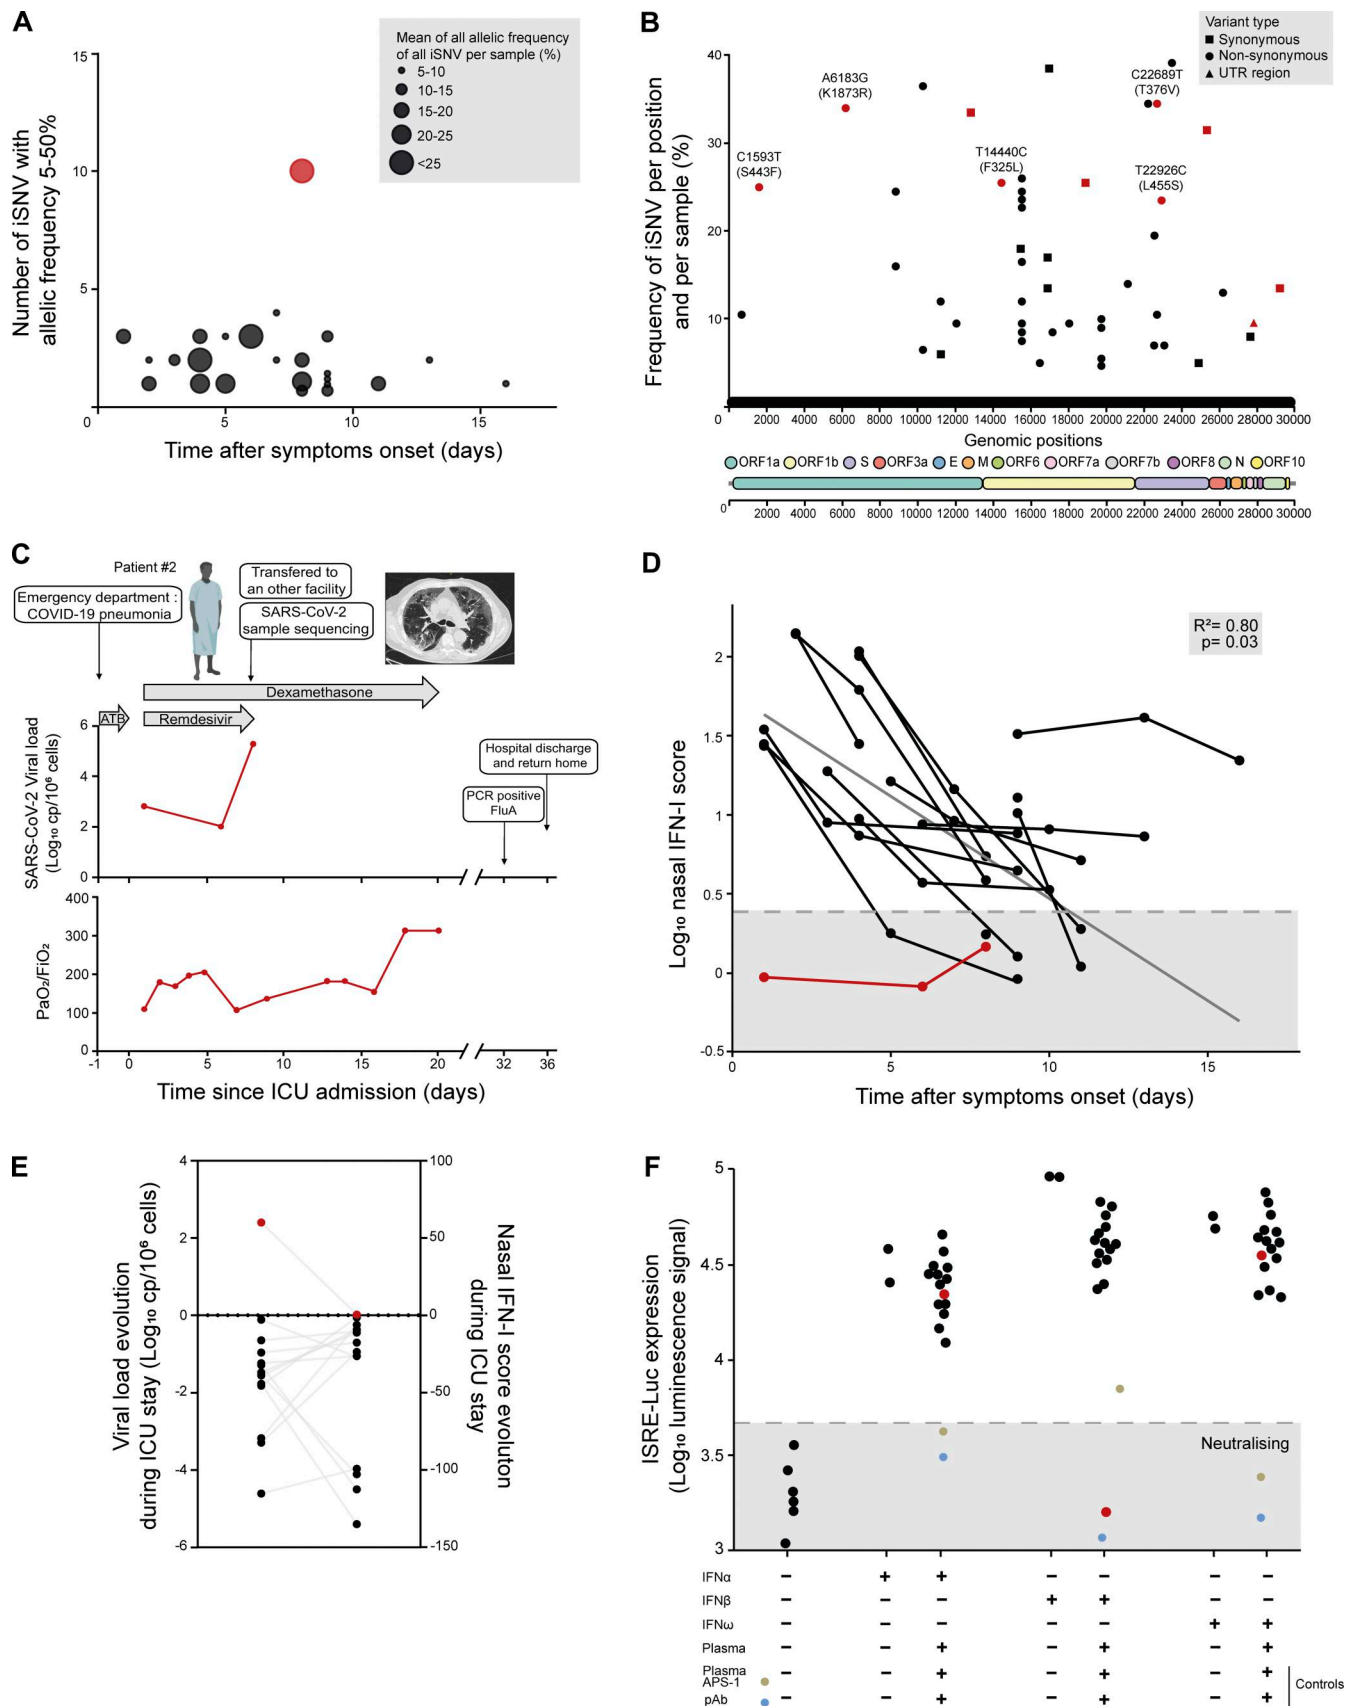 A
Mean of all allelic frequency
of all iSNV per sample (%)
5-10
10-15
15-20
20-25
<25
Number of iSNV with
allelic frequency 5-50%
15
10
5
0 5 10 15
Time after symptoms onset (days)
B
Variant type
Synonymous
Non-synonymous
UTR region
Frequency of iSNV per position
and per sample (%)
40
30
20
10
A6183G
(K1873R)
C22689T
(T376V)
C1593T
(S443F)
T14440C
(F325L)
T22926C
(L455S)
0 2000 4000 6000 8000 10000 12000 14000 16000 18000 20000 22000 24000 26000 28000 30000
Genomic positions
ORF1a ORF1b S ORF3a E M ORF6 ORF7a ORF7b ORF8 N ORF10
0 2000 4000 6000 8000 10000 12000 14000 16000 18000 20000 22000 24000 26000 28000 30000
C
Patient #2
Emergency department :
COVID-19 pneumonia
Transfered to
an other facility
SARS-CoV-2
sample sequencing
Dexamethasone
ATB
Remdesivir
Hospital discharge
and return home
PCR positive
FluA
SARS-CoV-2 Viral load
(Log₁₀ cp/10⁶ cells)
6
4
2
0
PaO₂/FiO₂
400
300
200
100
0
-1 0 5 10 15 20 32 36
Time since ICU admission (days)
D
R²= 0.80
p= 0.03
Log₁₀ nasal IFN-I score
2
1.5
1
0.5
0
-0.5
0 5 10 15
Time after symptoms onset (days)
E
Viral load evolution
during ICU stay (Log₁₀ cp/10⁶ cells)
4
2
0
-2
-4
-6
100
50
0
-50
-100
-150
Nasal IFN-I score evoluton
during ICU stay
F
ISRE-Luc expression
(Log₁₀ luminescence signal)
5
4.5
4
3.5
3
Neutralising
IFNα − + + − − − −
IFNβ − − − + + − −
IFNω − − − − − + +
Plasma − − + − + − +
Plasma
APS-1 − − + − + − +
pAb − − + − + − +
Controls